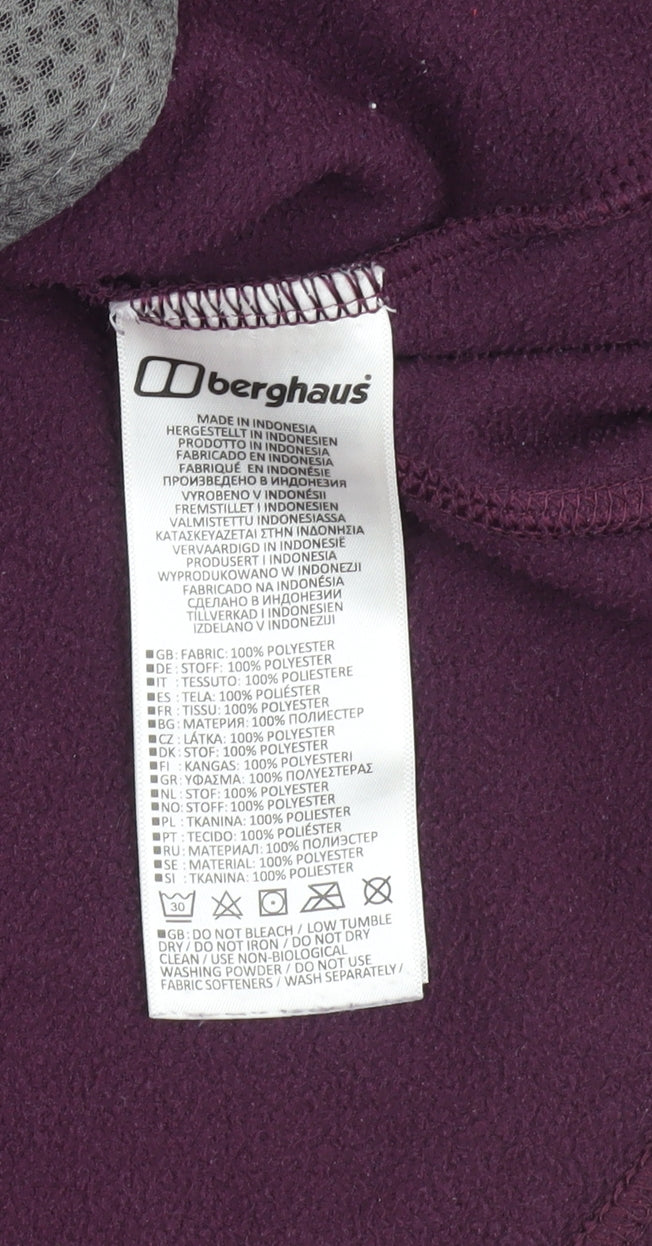 berghaus
MADE IN INDONESIA
HERGESTELLT IN INDONESIEN
PRODOTTO IN INDONESIA
FABRICADO EN INDONESIA
FABRIQUÉ EN INDONÉSIE
ПРОИЗВЕДЕНО В ИНДОНЕЗИЯ
VYROBENO V INDONÉSII
FREMSTILLET I INDONESIEN
VALMISTETTU INDONESIASSA
ΚΑΤΑΣΚΕΥΑΖΕΤΑΙ ΣΤΗΝ ΙΝΔΟΝΗΣΙΑ
VERVAARDIGD IN INDONESIË
PRODUSERT I INDONESIA
WYPRODUKOWANO W INDONEZJI
FABRICADO NA INDONÉSIA
СДЕЛАНО В ИНДОНЕЗИИ
TILLVERKAD I INDONESIEN
IZDELANO V INDONEZIJI
GB: FABRIC: 100% POLYESTER
DE: STOFF: 100% POLYESTER
IT : TESSUTO: 100% POLIESTERE
ES : TELA: 100% POLIÉSTER
FR : TISSU: 100% POLYESTER
BG: МАТЕРИЯ: 100% ПОЛИЕСТЕР
CZ : LÁTKA: 100% POLYESTER
DK : STOF: 100% POLYESTER
FI : KANGAS: 100% POLYESTERI
GR : ΥΦΑΣΜΑ: 100% ΠΟΛΥΕΣΤΕΡΑΣ
NL : STOF: 100% POLYESTER
NO: STOFF: 100% POLYESTER
PL : TKANINA: 100% POLIESTER
PT : TECIDO: 100% POLIÉSTER
RU : МАТЕРИАЛ: 100% ПОЛИЭСТЕР
SE : MATERIAL: 100% POLYESTER
SI : TKANINA: 100% POLIESTER
30
GB: DO NOT BLEACH / LOW TUMBLE
DRY / DO NOT IRON / DO NOT DRY
CLEAN / USE NON-BIOLOGICAL
WASHING POWDER / DO NOT USE
FABRIC SOFTENERS / WASH SEPARATELY /